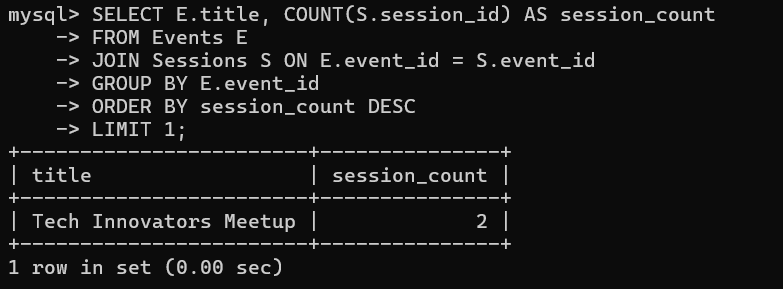 mysql> SELECT E.title, COUNT(S.session_id) AS session_count
    -> FROM Events E
    -> JOIN Sessions S ON E.event_id = S.event_id
    -> GROUP BY E.event_id
    -> ORDER BY session_count DESC
    -> LIMIT 1;
+------------------------+---------------+
| title                  | session_count |
+------------------------+---------------+
| Tech Innovators Meetup |             2 |
+------------------------+---------------+
1 row in set (0.00 sec)